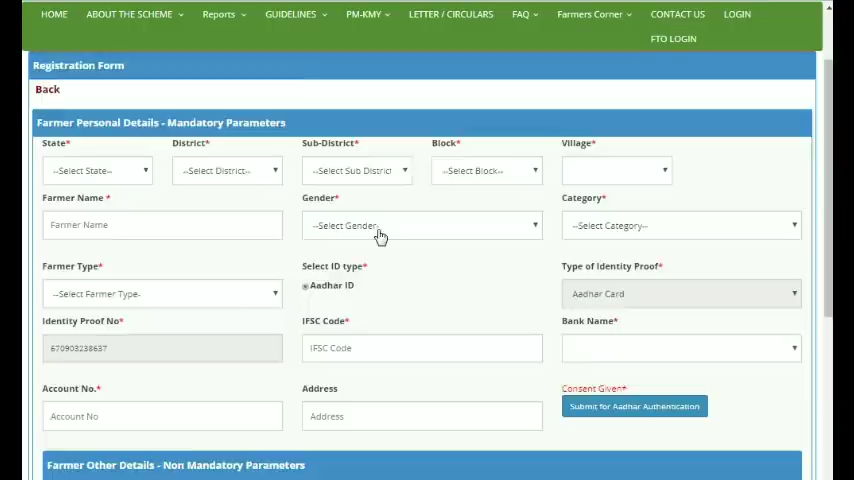 HOME ABOUT THE SCHEME Reports GUIDELINES PM-KMY LETTER / CIRCULARS FAQ Farmers Corner CONTACT US LOGIN
FTO LOGIN
Registration Form
Back
Farmer Personal Details - Mandatory Parameters
State* District* Sub-District* Block* Village*
--Select State-- --Select District-- --Select Sub District --Select Block--
Farmer Name * Gender* Category*
Farmer Name --Select Gender- --Select Category--
Farmer Type* Select ID type* Type of Identity Proof*
--Select Farmer Type- Aadhar ID Aadhar Card
Identity Proof No* IFSC Code* Bank Name*
670903238637 IFSC Code
Account No.* Address Consent Given*
Account No Address Submit for Aadhar Authentication
Farmer Other Details - Non Mandatory Parameters